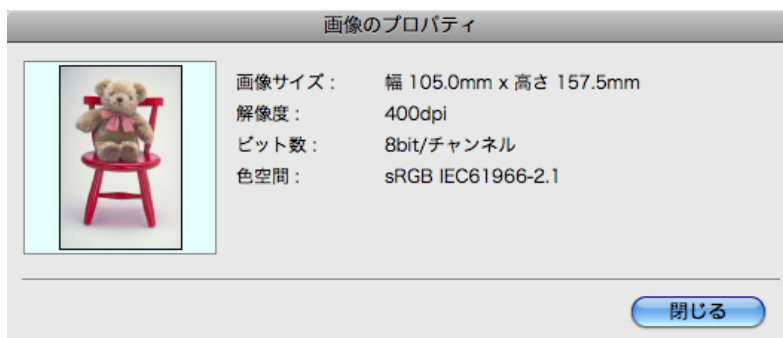 画像のプロパティ
画像サイズ : 幅 105.0mm x 高さ 157.5mm
解像度 : 400dpi
ビット数 : 8bit/チャンネル
色空間 : sRGB IEC61966-2.1
閉じる